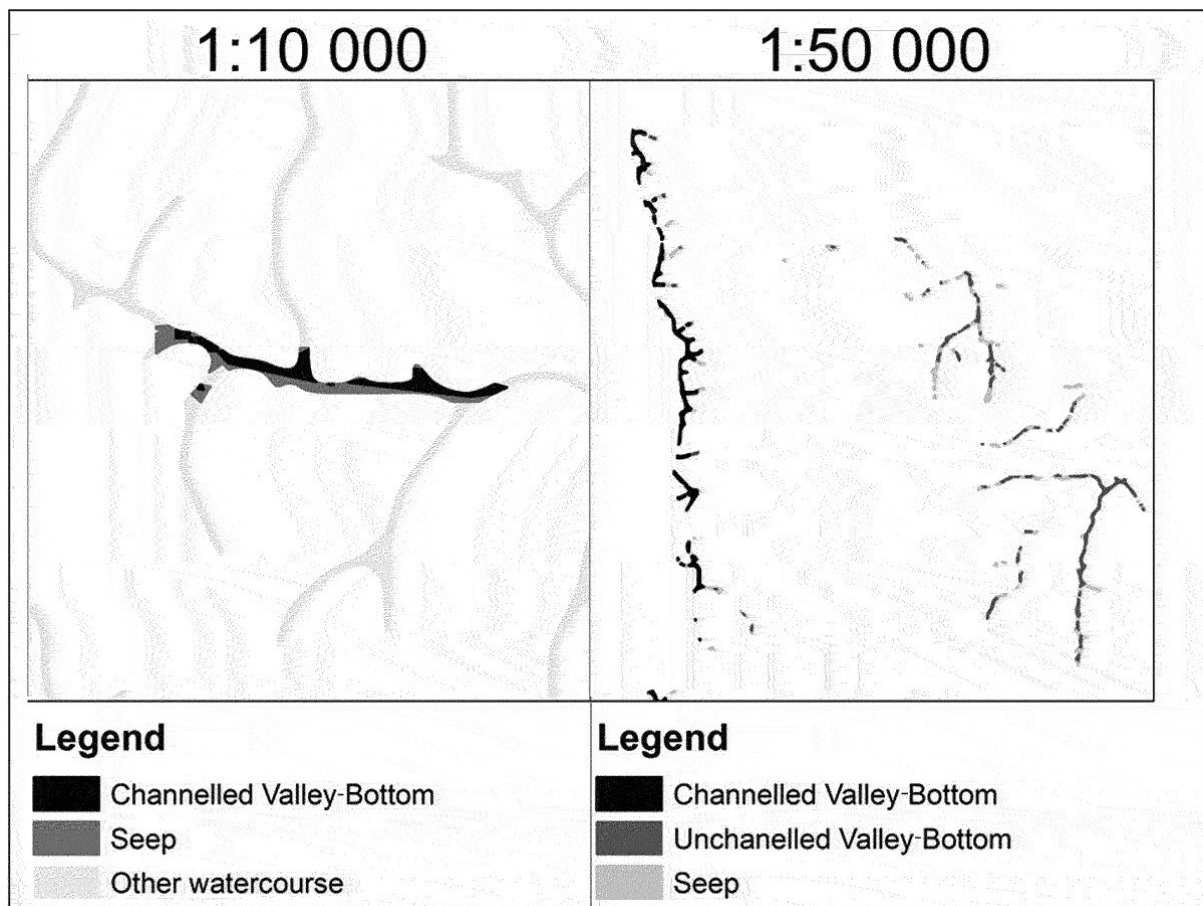 1:10 000
1:50 000
Legend
Channelled Valley-Bottom
Seep
Other watercourse
Legend
Channelled Valley-Bottom
Unchanelled Valley-Bottom
Seep